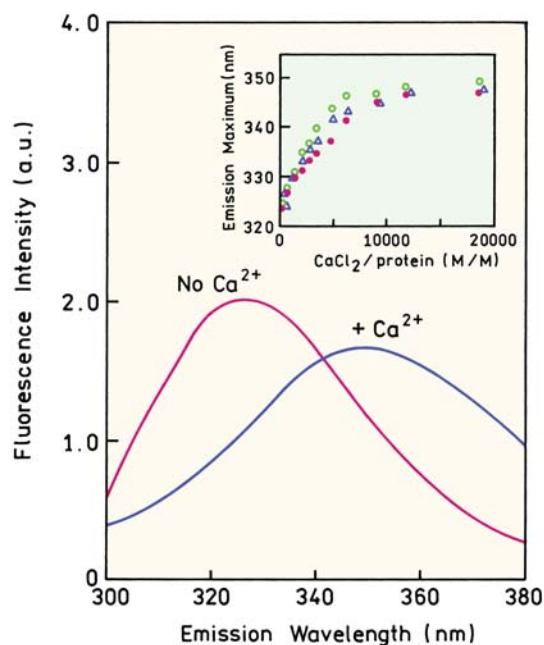 4.0
3.0
2.0
1.0
0
Fluorescence Intensity (a.u.)
350
340
330
320
Emission Maximum (nm)
0 10000 20000
CaCl₂/protein (M/M)
No Ca²⁺
+ Ca²⁺
300 320 340 360 380
Emission Wavelength (nm)